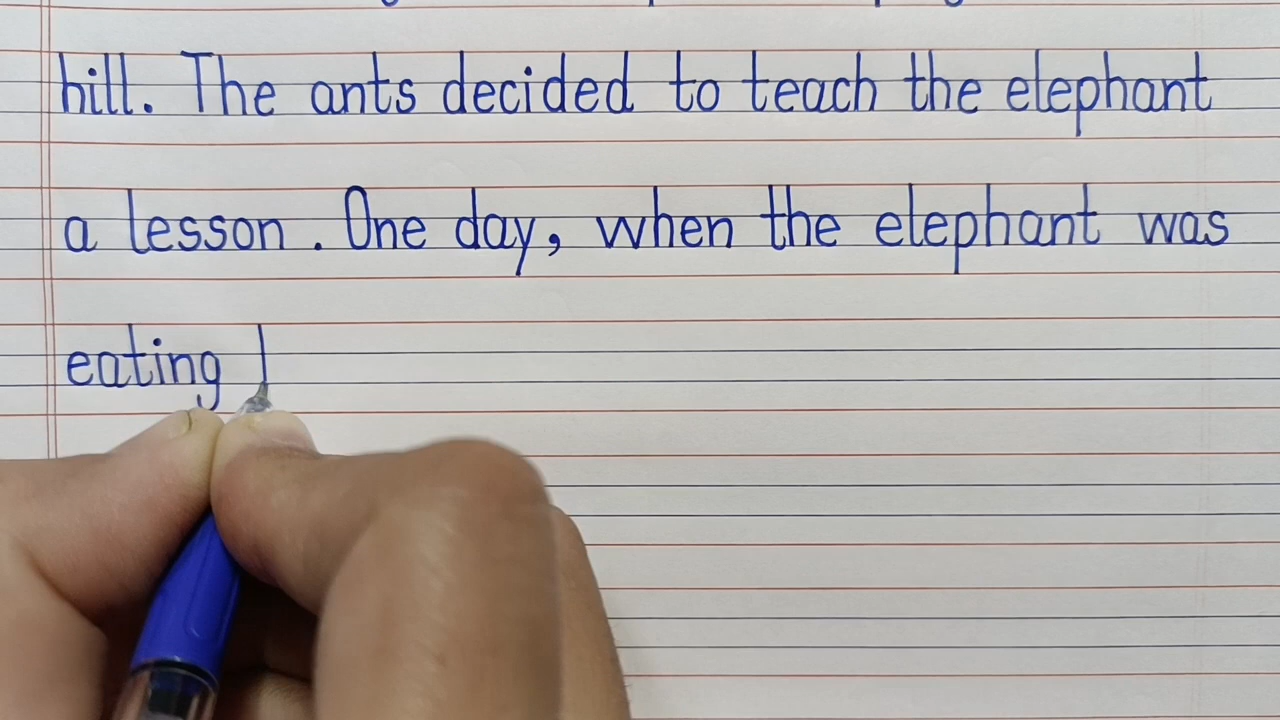 hill. The ants decided to teach the elephant
a lesson. One day, when the elephant was
eating